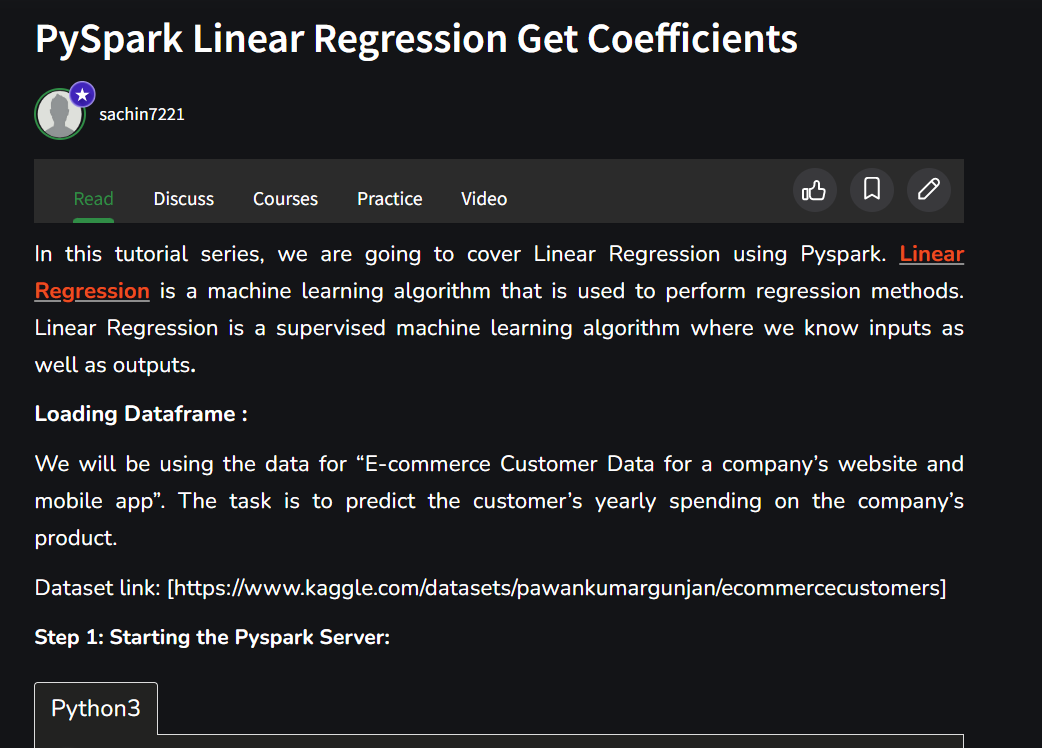 PySpark Linear Regression Get Coefficients
sachin7221
Read Discuss Courses Practice Video
In this tutorial series, we are going to cover Linear Regression using Pyspark. Linear
Regression is a machine learning algorithm that is used to perform regression methods.
Linear Regression is a supervised machine learning algorithm where we know inputs as
well as outputs.
Loading Dataframe :
We will be using the data for “E-commerce Customer Data for a company’s website and
mobile app”. The task is to predict the customer’s yearly spending on the company’s
product.
Dataset link: [https://www.kaggle.com/datasets/pawankumargunjan/ecommercecustomers]
Step 1: Starting the Pyspark Server:
Python3